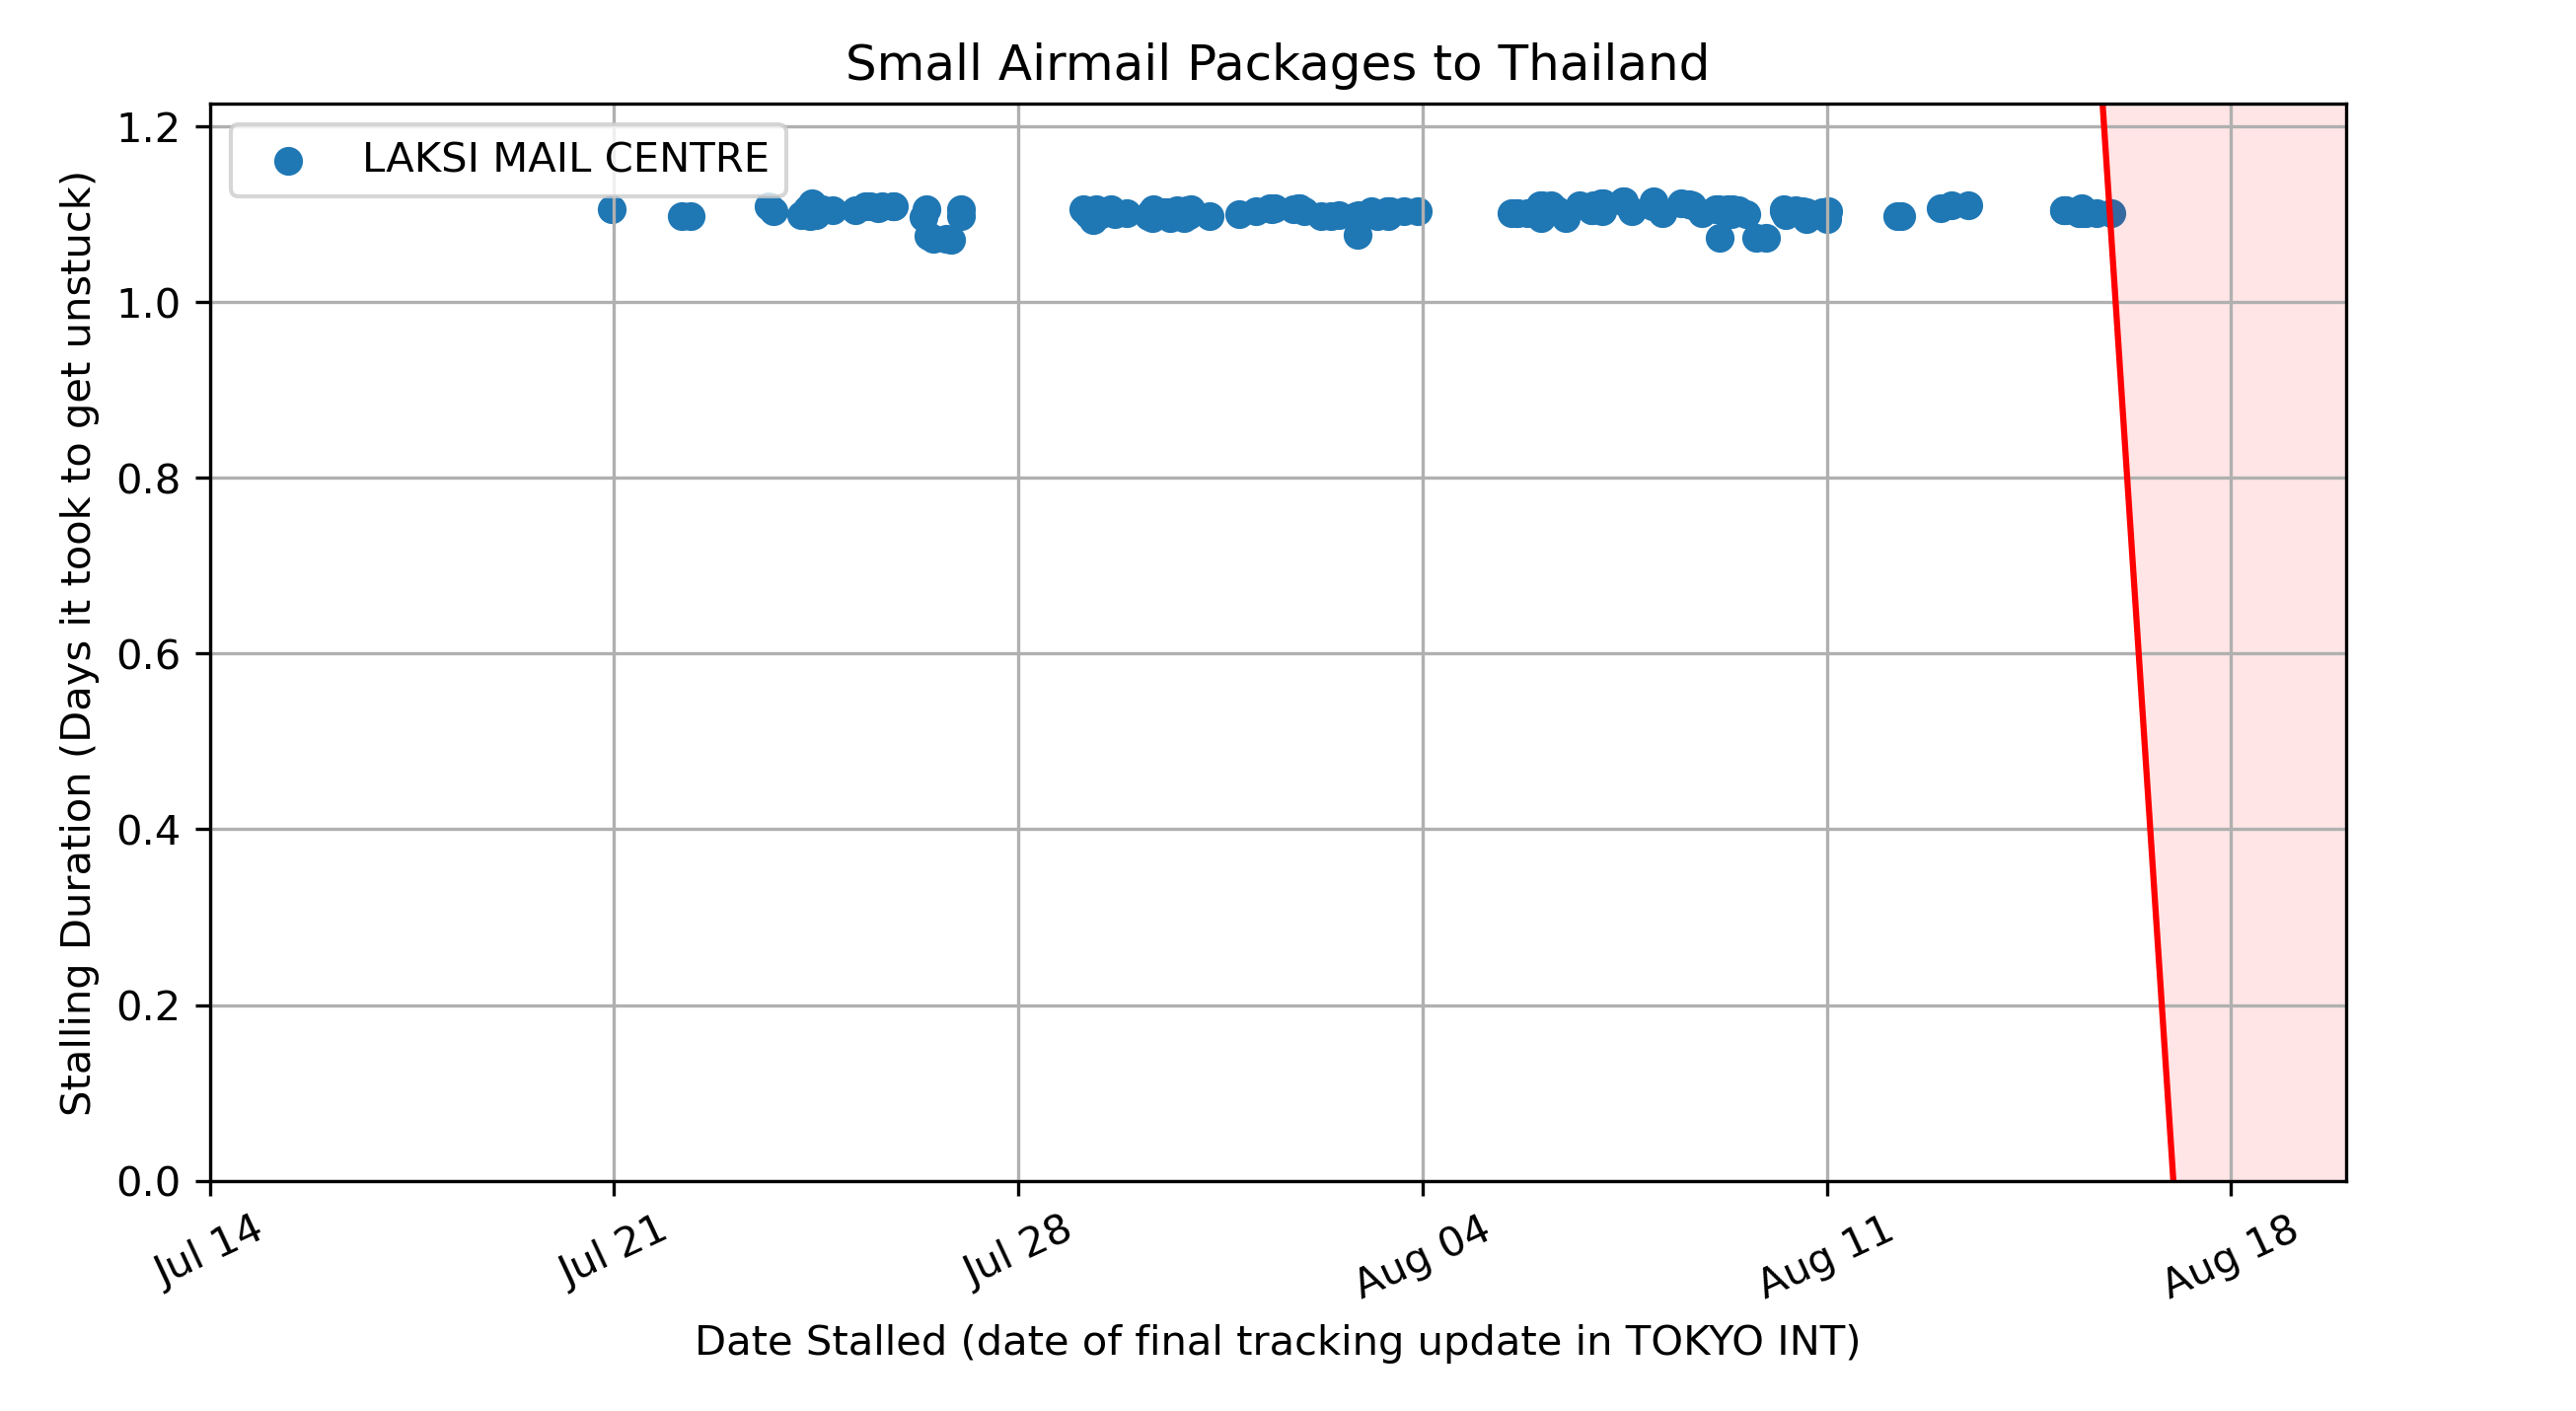 Small Airmail Packages to Thailand
LAKSI MAIL CENTRE
Stalling Duration (Days it took to get unstuck)
1.2
1.0
0.8
0.6
0.4
0.2
0.0
Jul 14
Jul 21
Jul 28
Aug 04
Aug 11
Aug 18
Date Stalled (date of final tracking update in TOKYO INT)